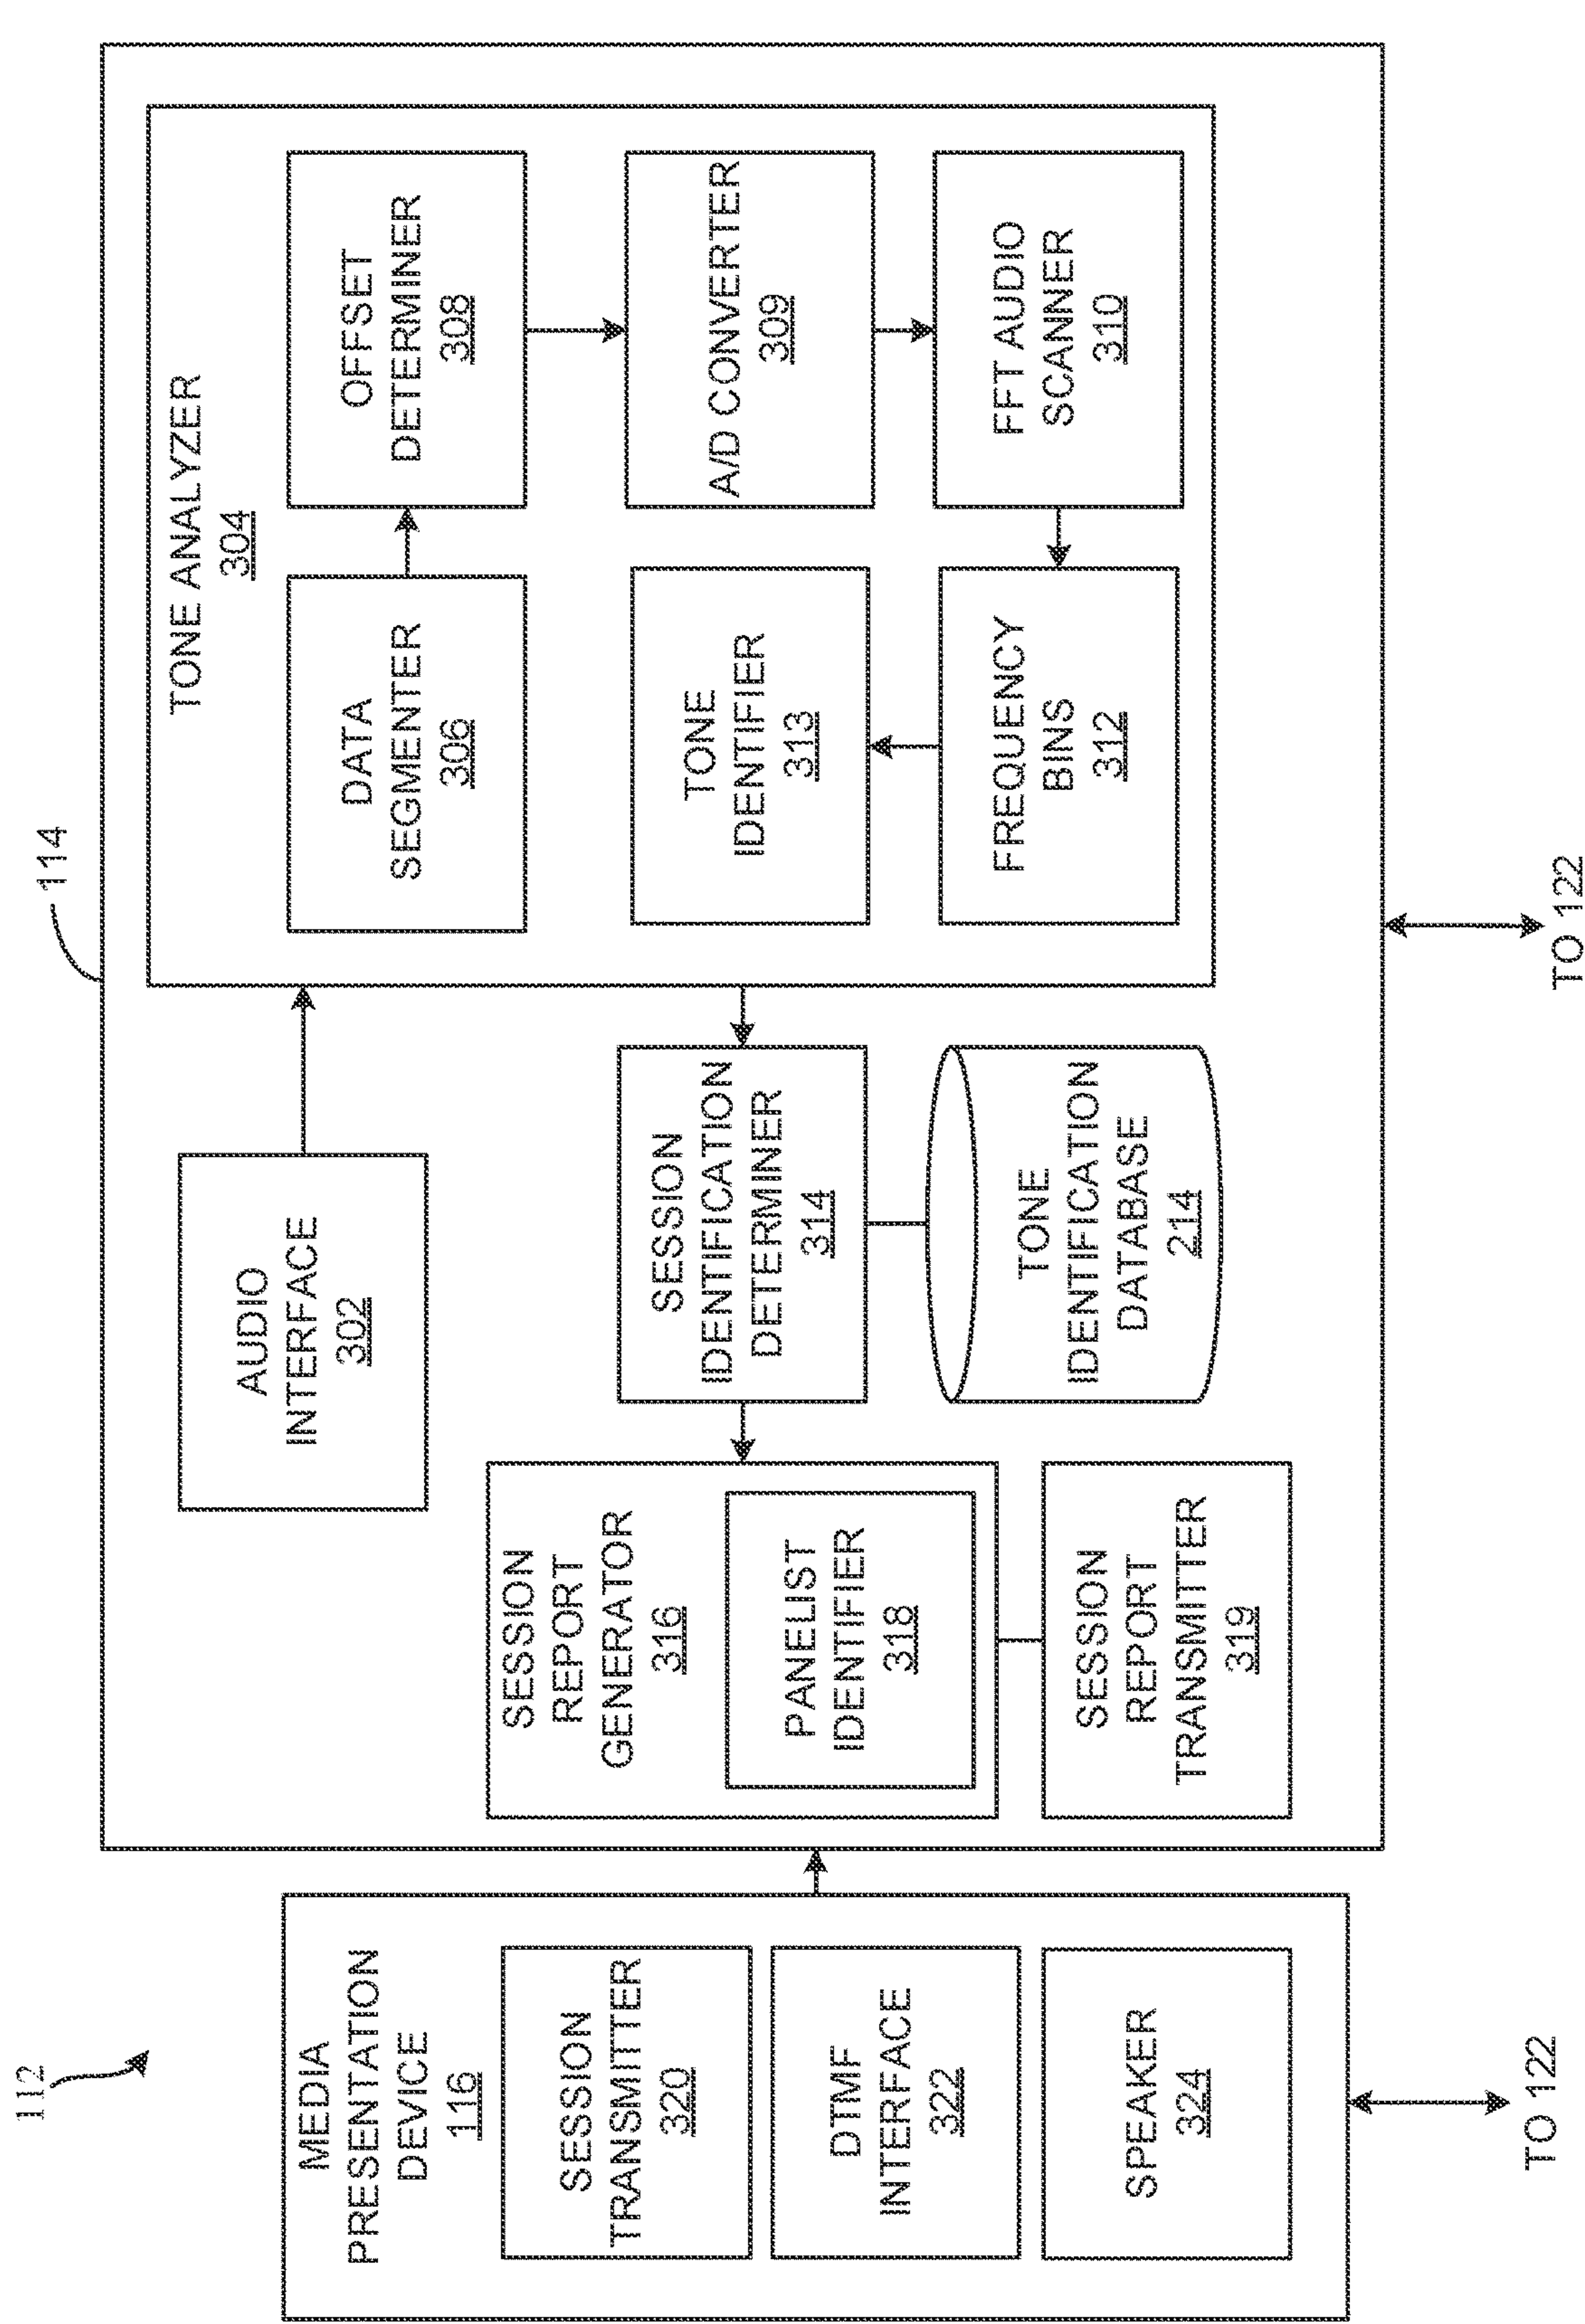 112
MEDIA
PRESENTATION
DEVICE
116
SESSION
TRANSMITTER
320
DTMF
INTERFACE
322
SPEAKER
324
TO 122
114
AUDIO
INTERFACE
302
SESSION
REPORT
GENERATOR
316
PANELIST
IDENTIFIER
318
SESSION
REPORT
TRANSMITTER
319
SESSION
IDENTIFICATION
DETERMINER
314
TONE
IDENTIFICATION
DATABASE
214
TONE ANALYZER
304
DATA
SEGMENTER
306
OFFSET
DETERMINER
308
TONE
IDENTIFIER
313
A/D CONVERTER
309
FREQUENCY
BINS
312
FFT AUDIO
SCANNER
310
TO 122